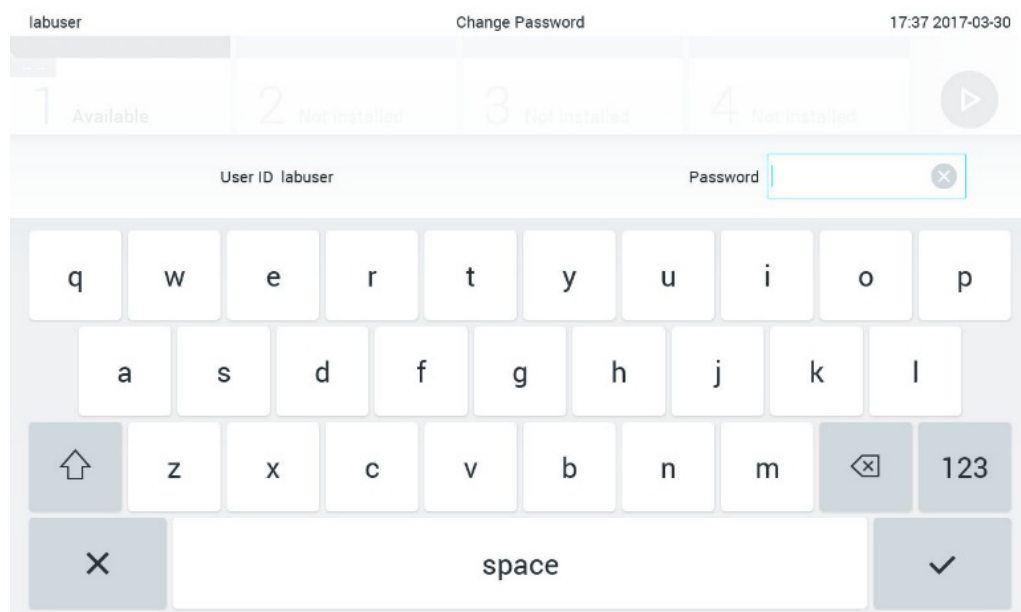 labuser Change Password 17:37 2017-03-30
1 Available 2 Not installed 3 Not installed 4 Not installed
User ID labuser Password
q w e r t y u i o p
a s d f g h j k l
z x c v b n m 123
space